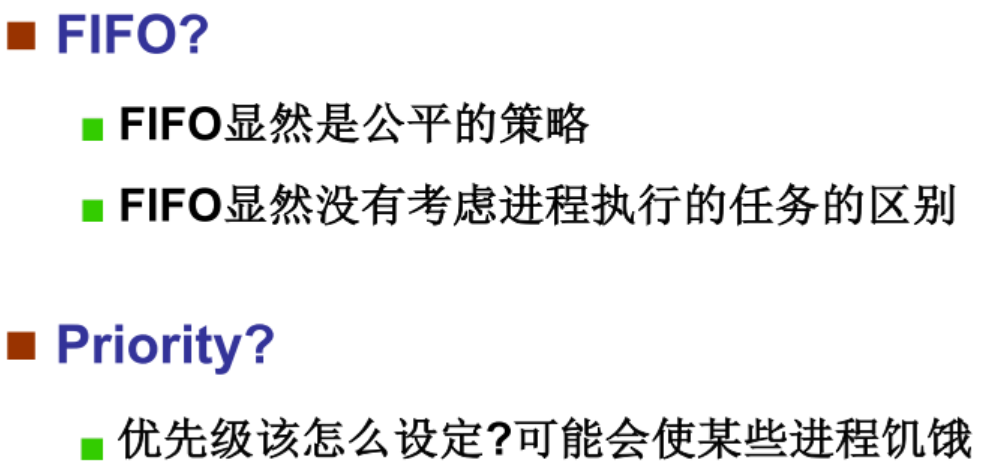 FIFO?
FIFO显然是公平的策略
FIFO显然没有考虑进程执行的任务的区别
Priority?
优先级该怎么设定?可能会使某些进程饥饿